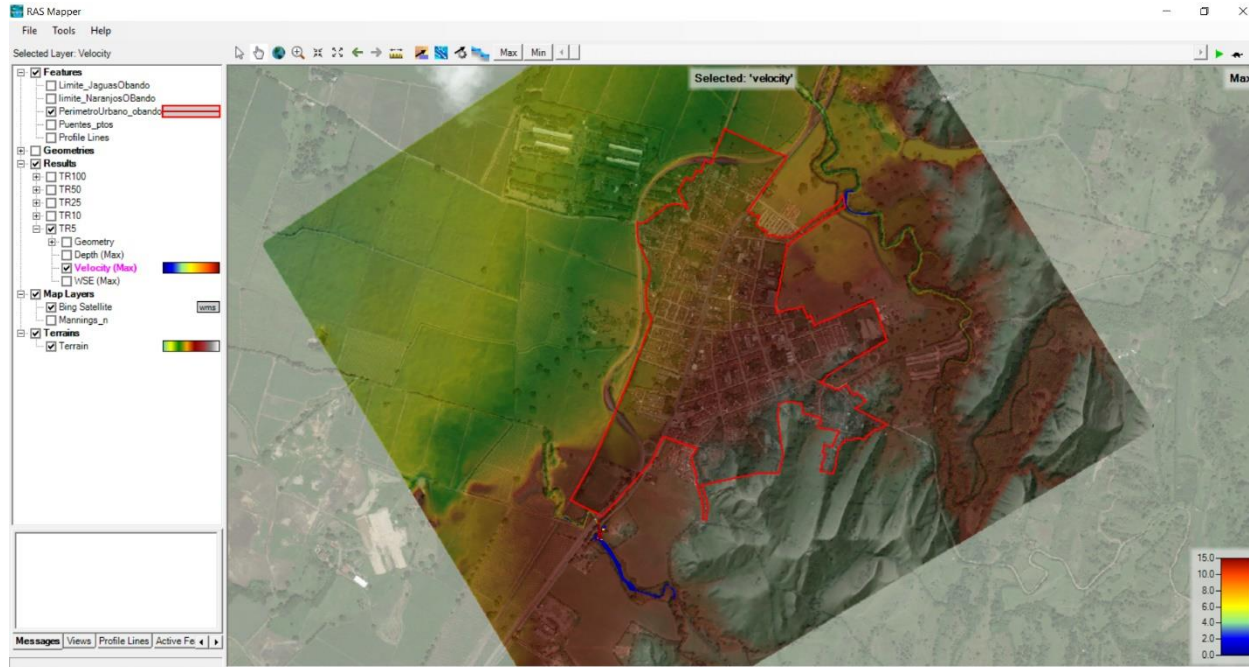 RAS Mapper
File Tools Help
Selected Layer: Velocity
Max Min
Features
Limite_JaguasObando
limite_NaranjosOBando
PerimetroUrbano_obando
Puentes_ptos
Profile Lines
Geometries
Results
TR100
TR50
TR25
TR10
TR5
Geometry
Depth (Max)
Velocity (Max)
WSE (Max)
Map Layers
Bing Satellite
wms
Mannings_n
Terrains
Terrain
Selected: 'velocity'
Max
15.0
10.0
8.0
6.0
4.0
2.0
0.0
Messages Views Profile Lines Active Fe